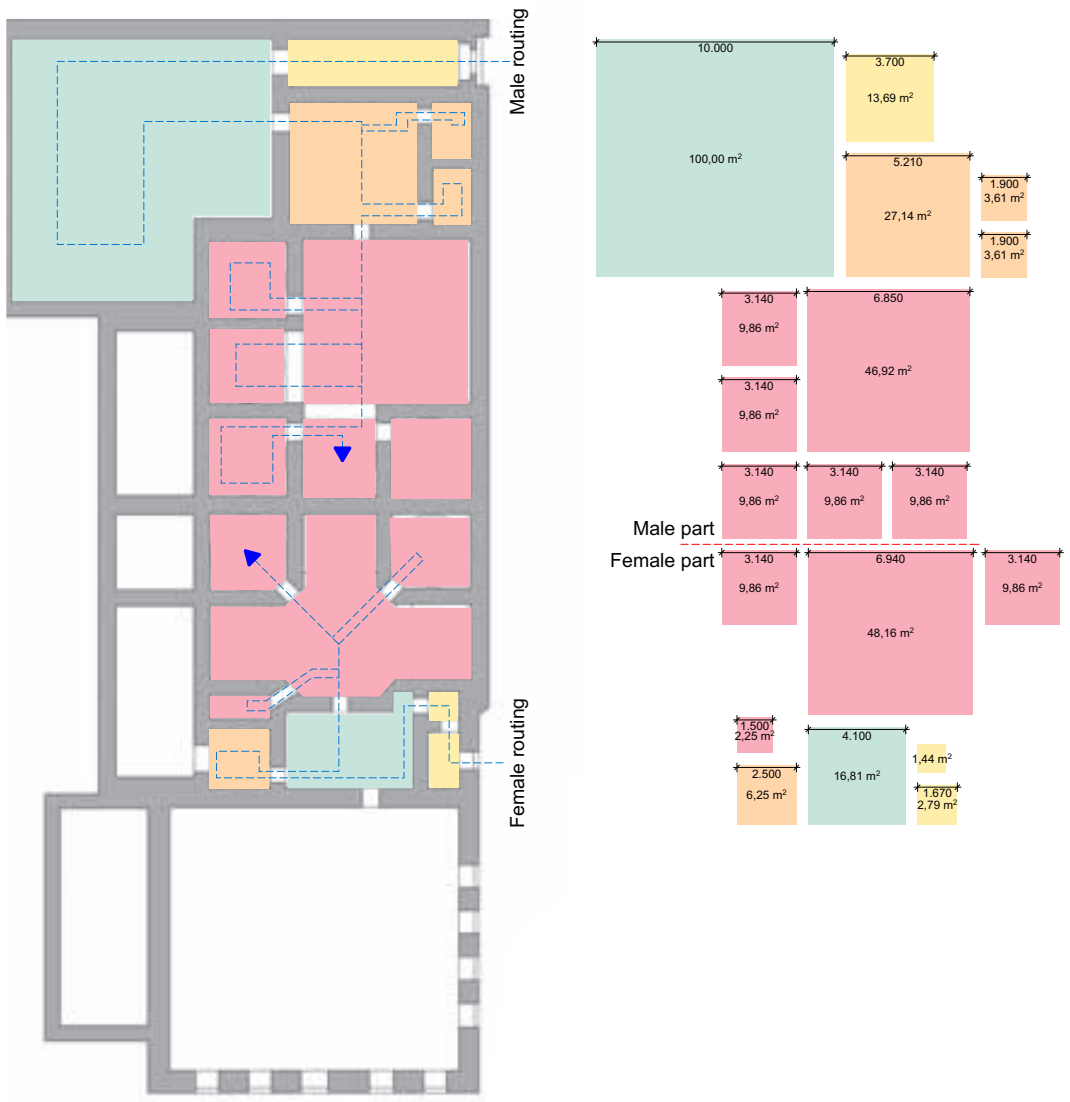 Male routing
Female routing
10.000
100,00 m²
3.700
13,69 m²
5.210
27,14 m²
1.900
3,61 m²
1.900
3,61 m²
3.140
9,86 m²
6.850
46,92 m²
3.140
9,86 m²
3.140
9,86 m²
3.140
9,86 m²
3.140
9,86 m²
Male part
Female part
3.140
9,86 m²
6.940
48,16 m²
3.140
9,86 m²
1.500
2,25 m²
4.100
16,81 m²
1,44 m²
2.500
6,25 m²
1.670
2,79 m²